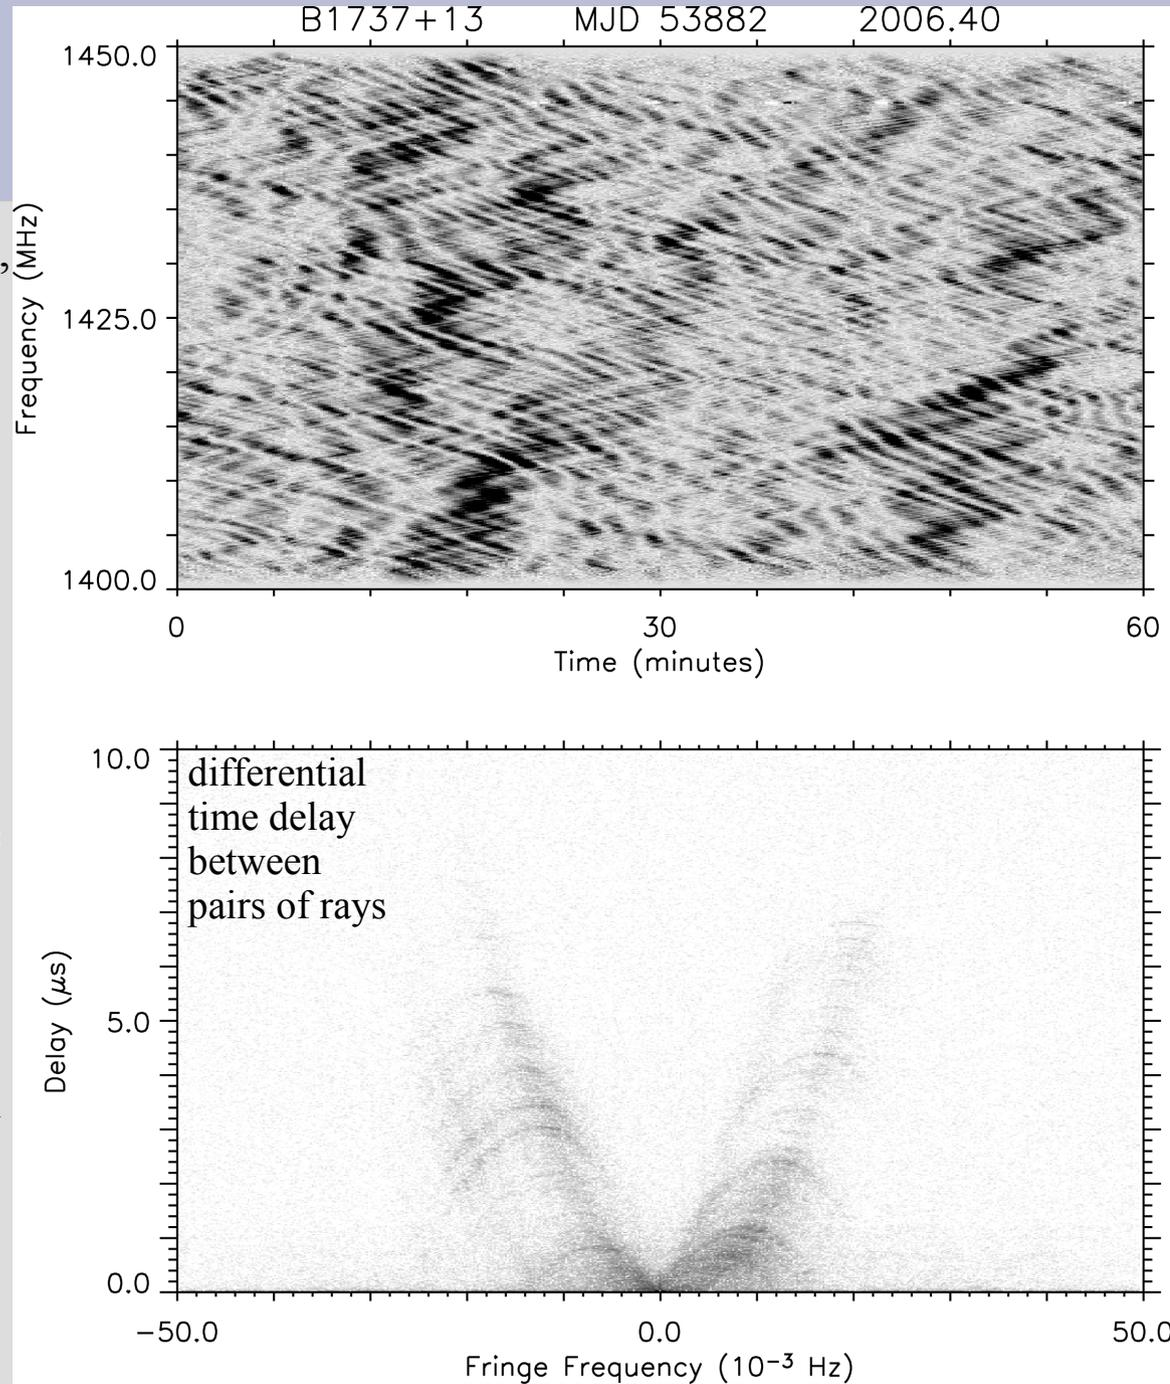 B1737+13 MJD 53882 2006.40
1450.0
1425.0
1400.0
Frequency (MHz)
,
0 30 60
Time (minutes)
10.0
5.0
0.0
Delay (μs)
differential
time delay
between
pairs of rays
−50.0 0.0 50.0
Fringe Frequency (10⁻³ Hz)